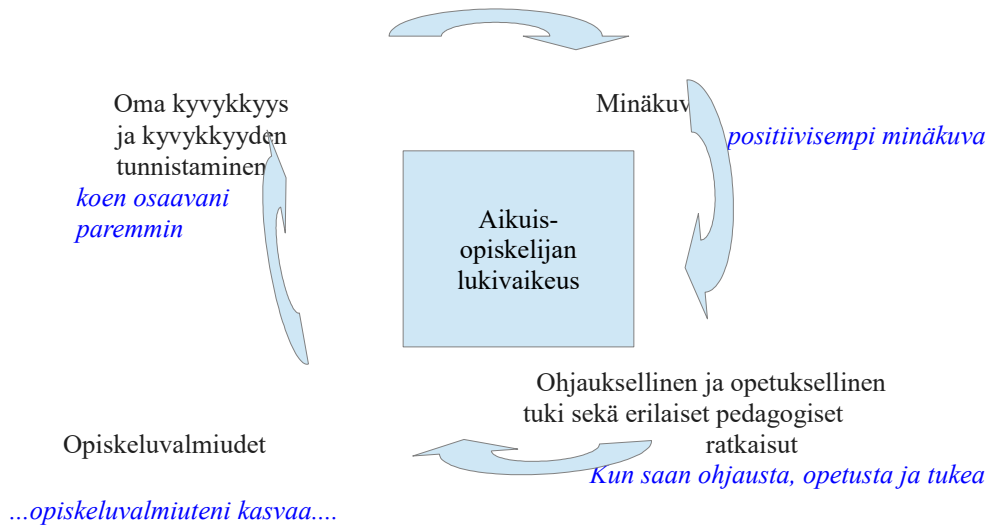 Oma kyvykkyys
ja kyvykkyyden
tunnistaminen
koen osaavani
paremmin
Minäkuv
positiivisempi minäkuva
Aikuis-
opiskelijan
lukivaikeus
Ohjauksellinen ja opetuksellinen
tuki sekä erilaiset pedagogiset
ratkaisut
Kun saan ohjausta, opetusta ja tukea
Opiskeluvalmiudet
...opiskeluvalmiuteni kasvaa....